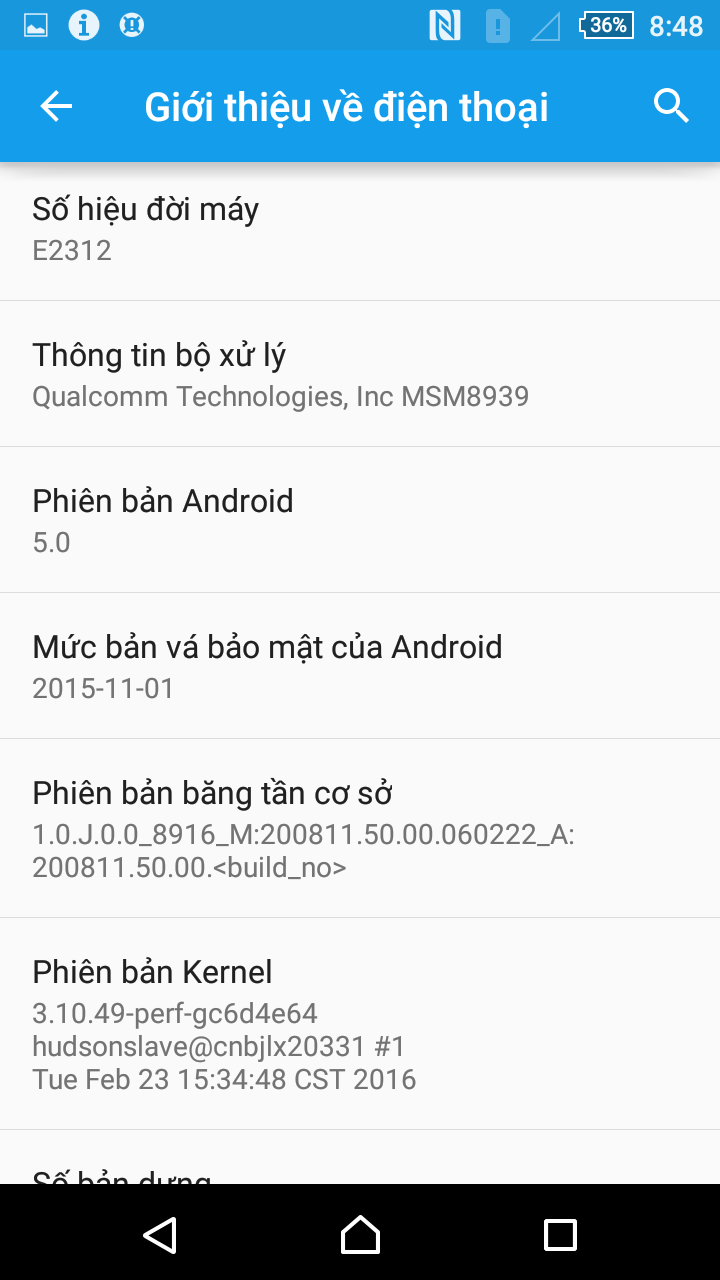 36% 8:48
Giới thiệu về điện thoại
Số hiệu đời máy
E2312
Thông tin bộ xử lý
Qualcomm Technologies, Inc MSM8939
Phiên bản Android
5.0
Mức bản vá bảo mật của Android
2015-11-01
Phiên bản băng tần cơ sở
1.0.J.0.0_8916_M:200811.50.00.060222_A:
200811.50.00.<build_no>
Phiên bản Kernel
3.10.49-perf-gc6d4e64
hudsonslave@cnbjlx20331 #1
Tue Feb 23 15:34:48 CST 2016
Số bản dựng